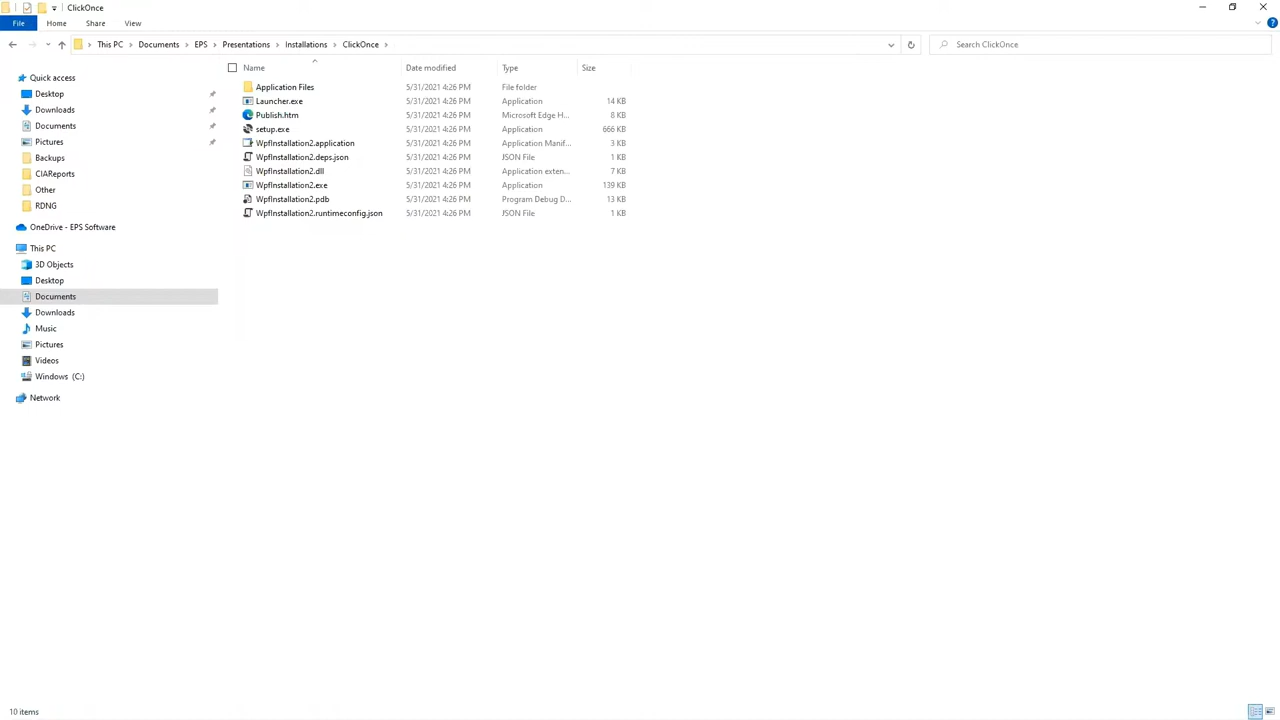 ClickOnce
File Home Share View
This PC Documents EPS Presentations Installations ClickOnce Search ClickOnce
Name Date modified Type Size
Quick access
Desktop
Downloads
Documents
Pictures
Backups
CIAReports
Other
RDNG
OneDrive - EPS Software
This PC
3D Objects
Desktop
Documents
Downloads
Music
Pictures
Videos
Windows (C:)
Network
Application Files 5/31/2021 4:26 PM File folder
Launcher.exe 5/31/2021 4:26 PM Application 14 KB
Publish.htm 5/31/2021 4:26 PM Microsoft Edge H... 8 KB
setup.exe 5/31/2021 4:26 PM Application 666 KB
WpfInstallation2.application 5/31/2021 4:26 PM Application Manif... 3 KB
WpfInstallation2.deps.json 5/31/2021 4:26 PM JSON File 1 KB
WpfInstallation2.dll 5/31/2021 4:26 PM Application exten... 7 KB
WpfInstallation2.exe 5/31/2021 4:26 PM Application 139 KB
WpfInstallation2.pdb 5/31/2021 4:26 PM Program Debug D... 13 KB
WpfInstallation2.runtimeconfig.json 5/31/2021 4:26 PM JSON File 1 KB
10 items